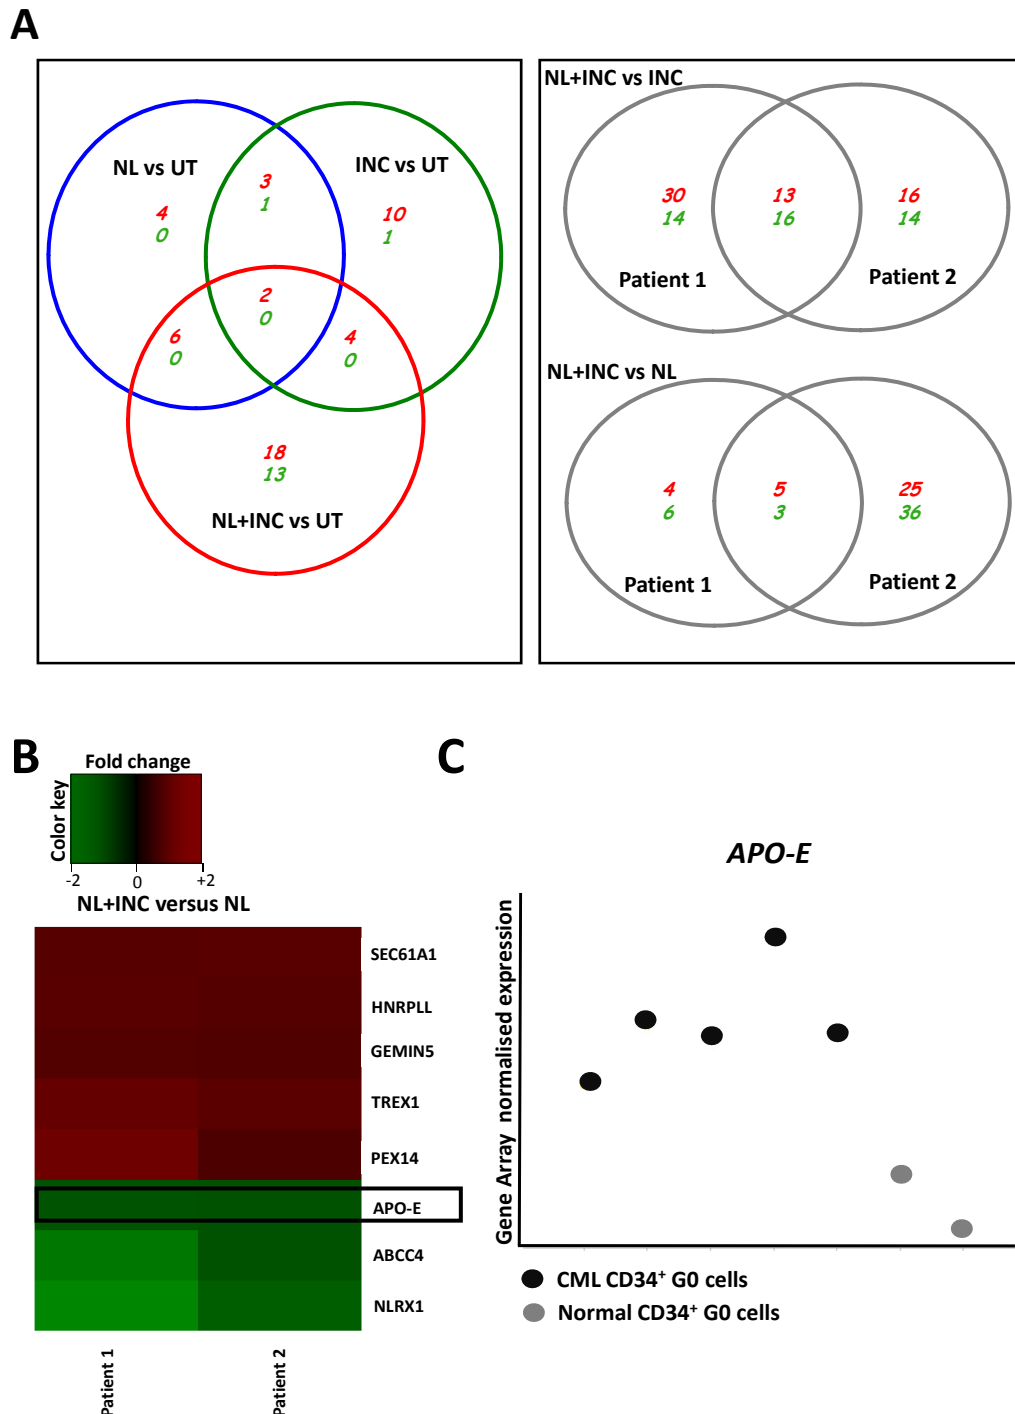 A
NL vs UT
INC vs UT
3
1
4
0
10
1
2
0
6
0
4
0
18
13
NL+INC vs UT
NL+INC vs INC
30
14
13
16
16
14
Patient 1
Patient 2
NL+INC vs NL
4
6
5
3
25
36
Patient 1
Patient 2
B
Fold change
Color key
-2
0
+2
NL+INC versus NL
SEC61A1
HNRPLL
GEMIN5
TREX1
PEX14
APO-E
ABCC4
NLRX1
Patient 1
Patient 2
C
APO-E
Gene Array normalised expression
CML CD34⁺ G0 cells
Normal CD34⁺ G0 cells